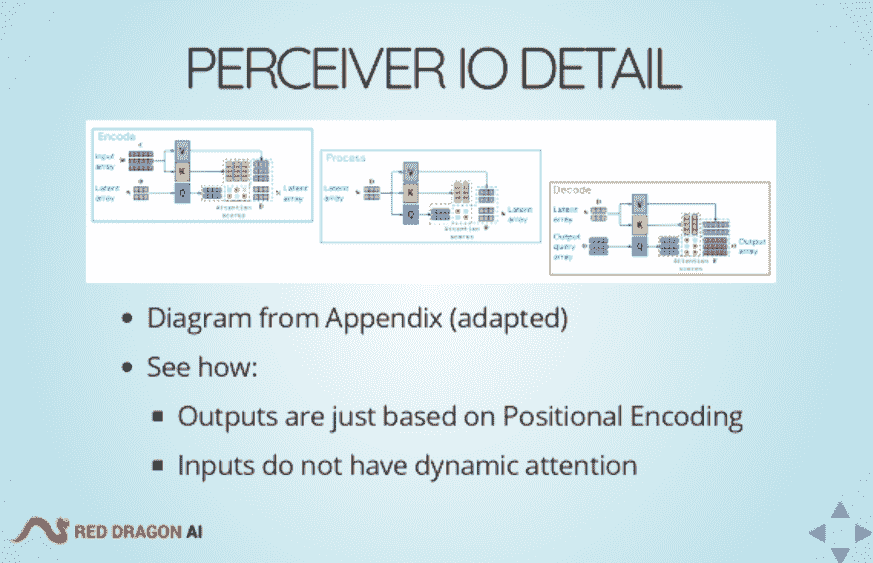 PERCEIVER IO DETAIL
Encode
Input
array
Latent
array
V
K
Q
Attention
scores
Latent
array
Process
Latent
array
V
K
Q
Attention
scores
Latent
array
Decode
Latent
array
Output
query
array
V
K
Q
Attention
scores
Output
array
Diagram from Appendix (adapted)
See how:
Outputs are just based on Positional Encoding
Inputs do not have dynamic attention
RED DRAGON AI